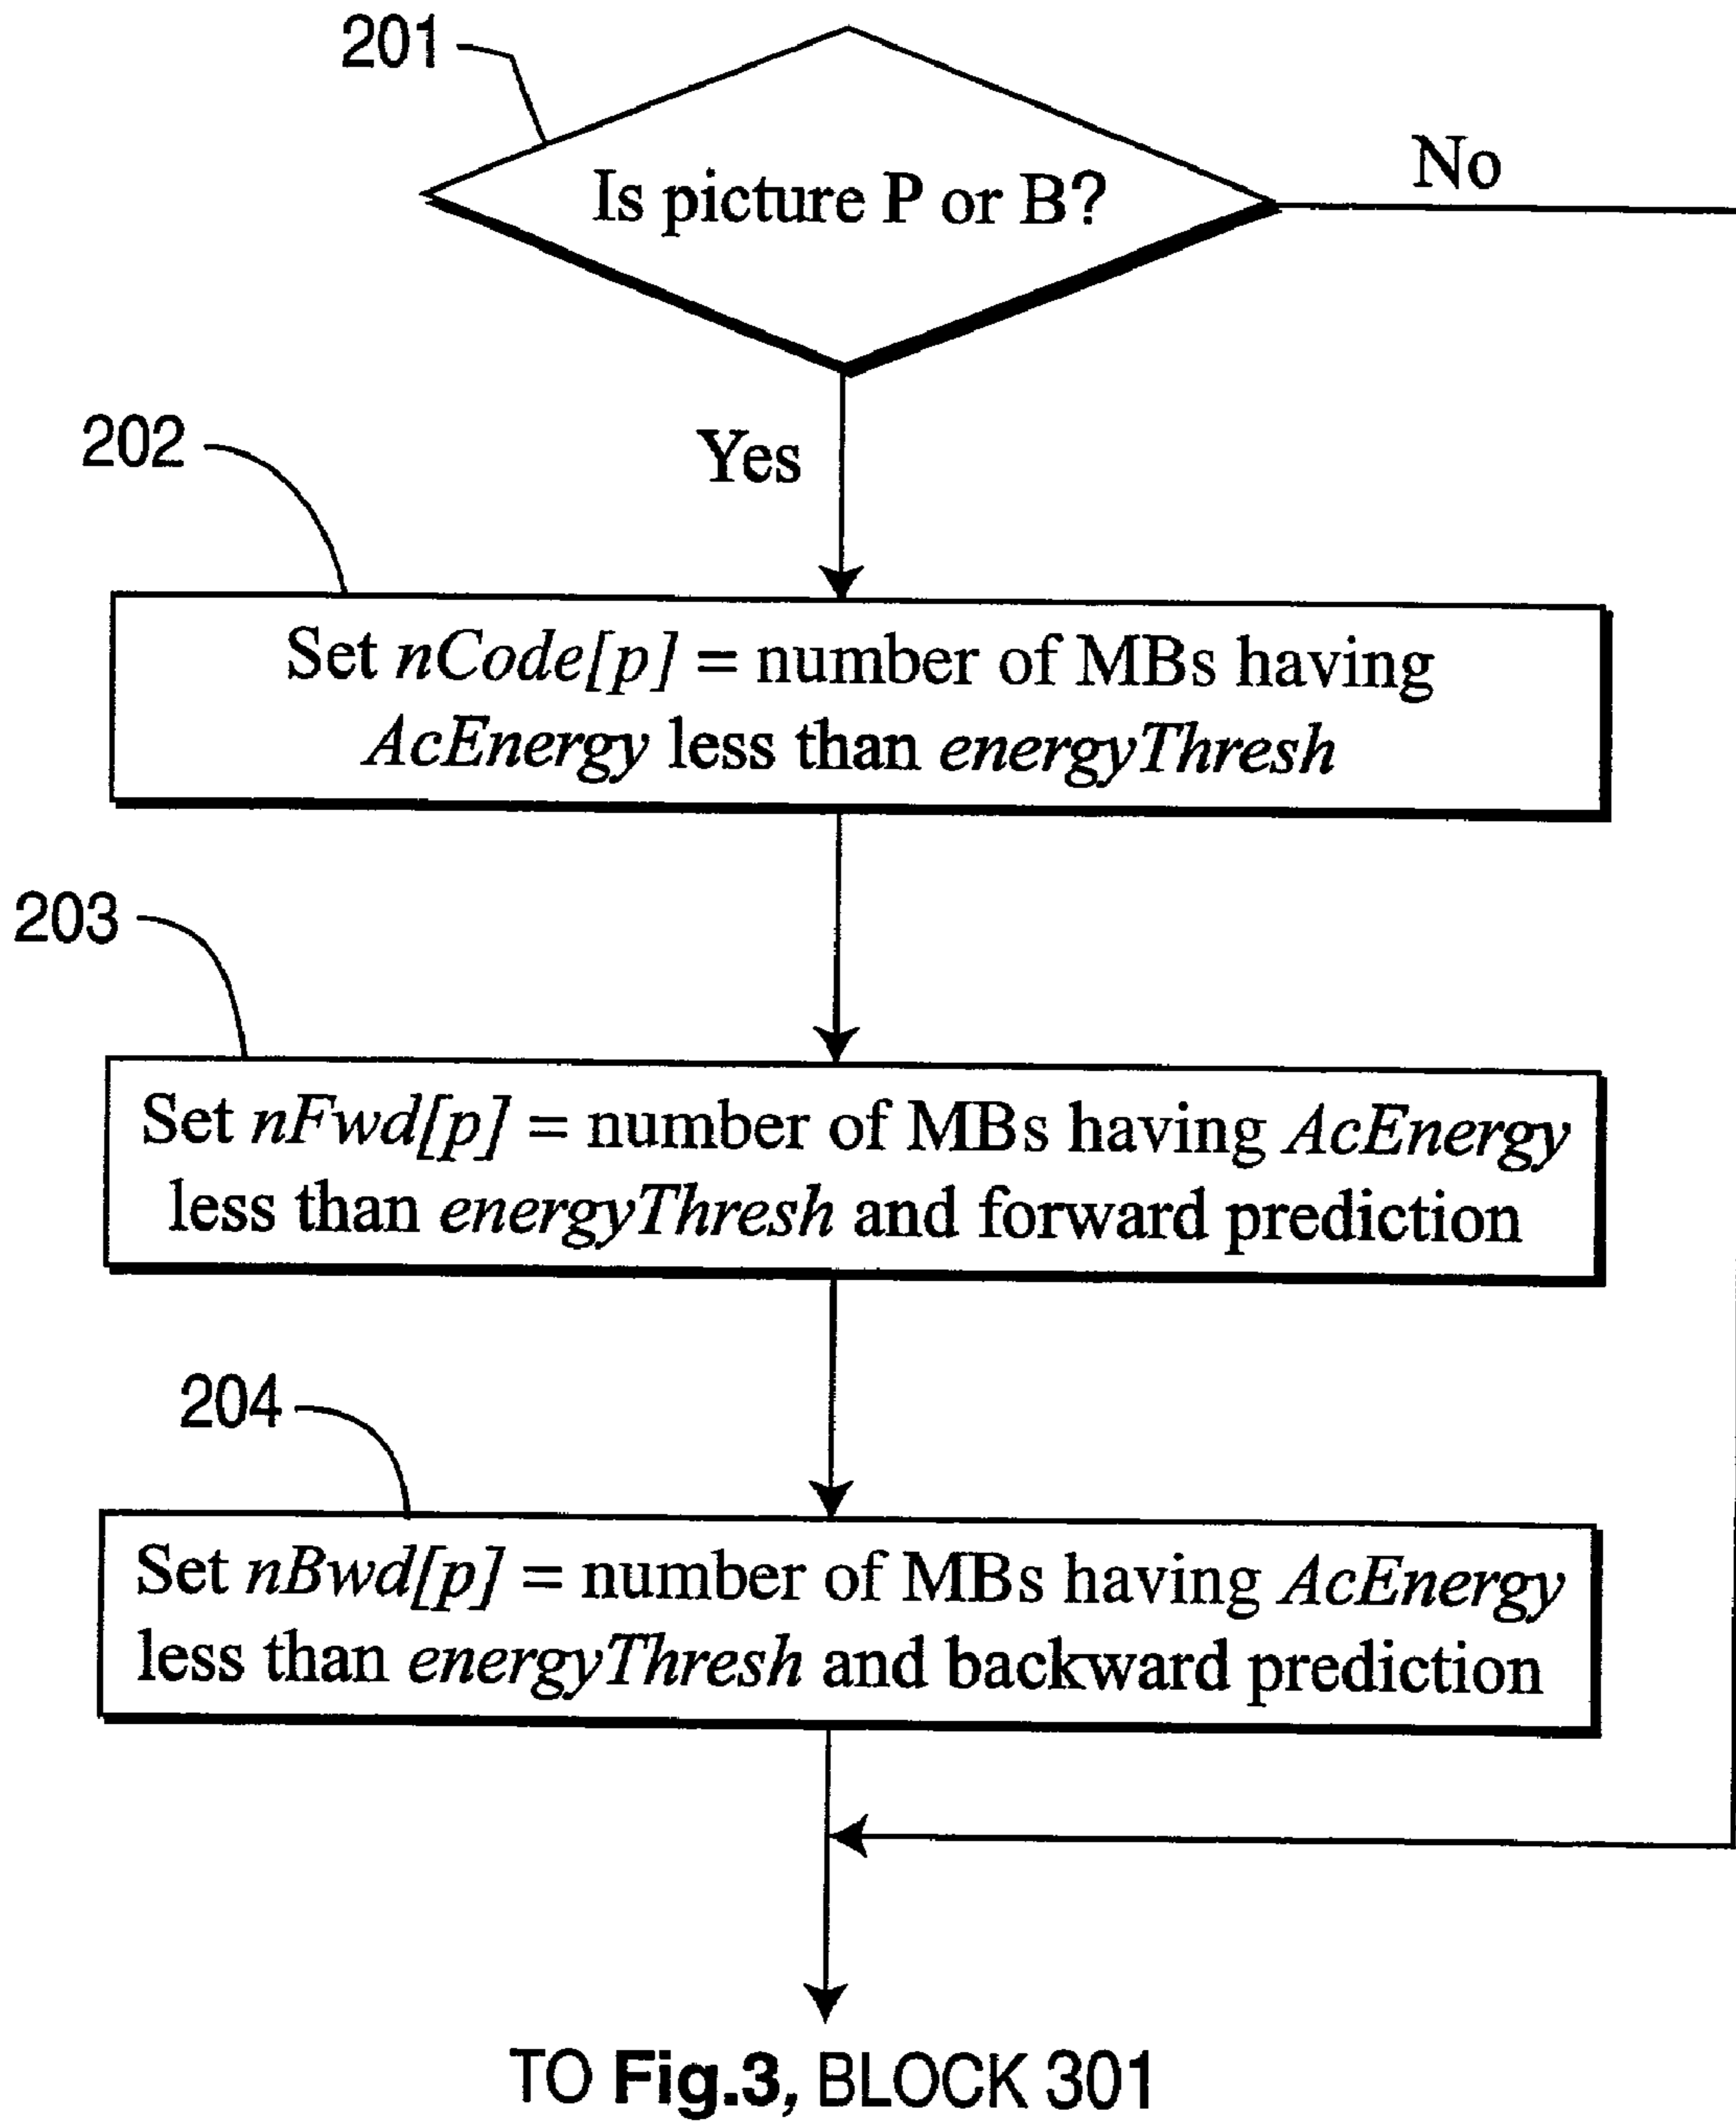 201
Is picture P or B?
No
Yes
202
Set nCode[p] = number of MBs having
AcEnergy less than energyThresh
203
Set nFwd[p] = number of MBs having AcEnergy
less than energyThresh and forward prediction
204
Set nBwd[p] = number of MBs having AcEnergy
less than energyThresh and backward prediction
TO Fig.3, BLOCK 301